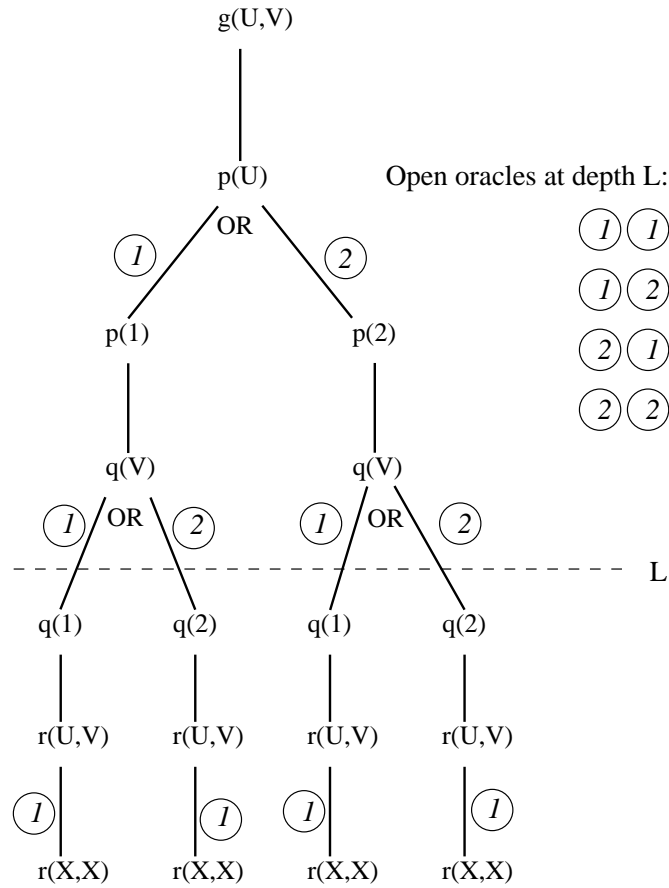 g(U,V)
p(U)
Open oracles at depth L:
OR
1 1
1
2
1 2
p(1)
p(2)
2 1
2 2
q(V)
q(V)
1
OR
2
1
OR
2
L
q(1)
q(2)
q(1)
q(2)
r(U,V)
r(U,V)
r(U,V)
r(U,V)
1
1
1
1
r(X,X)
r(X,X)
r(X,X)
r(X,X)